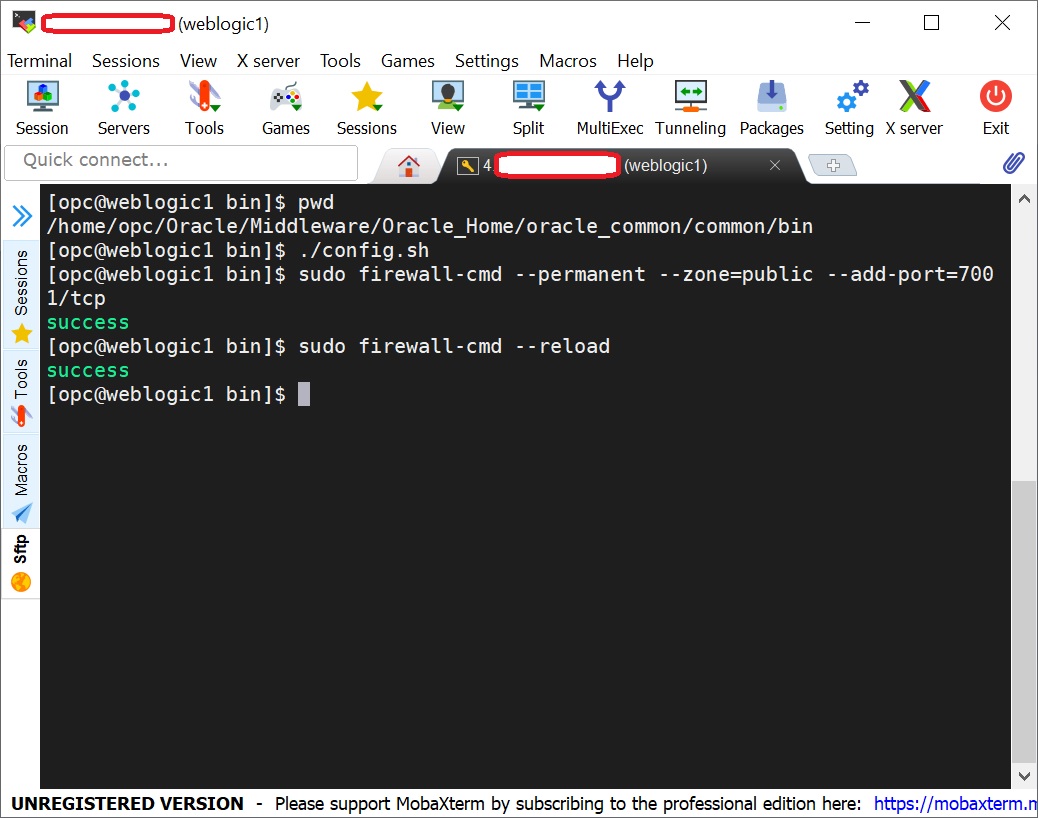 (weblogic1)
Terminal Sessions View X server Tools Games Settings Macros Help
Session Servers Tools Games Sessions View Split MultiExec Tunneling Packages Setting X server Exit
Quick connect...
4 (weblogic1)
[opc@weblogic1 bin]$ pwd
/home/opc/Oracle/Middleware/Oracle_Home/oracle_common/common/bin
[opc@weblogic1 bin]$ ./config.sh
[opc@weblogic1 bin]$ sudo firewall-cmd --permanent --zone=public --add-port=700
1/tcp
success
[opc@weblogic1 bin]$ sudo firewall-cmd --reload
success
[opc@weblogic1 bin]$
Sessions
Tools
Macros
Sftp
UNREGISTERED VERSION - Please support MobaXterm by subscribing to the professional edition here: https://mobaxterm.m